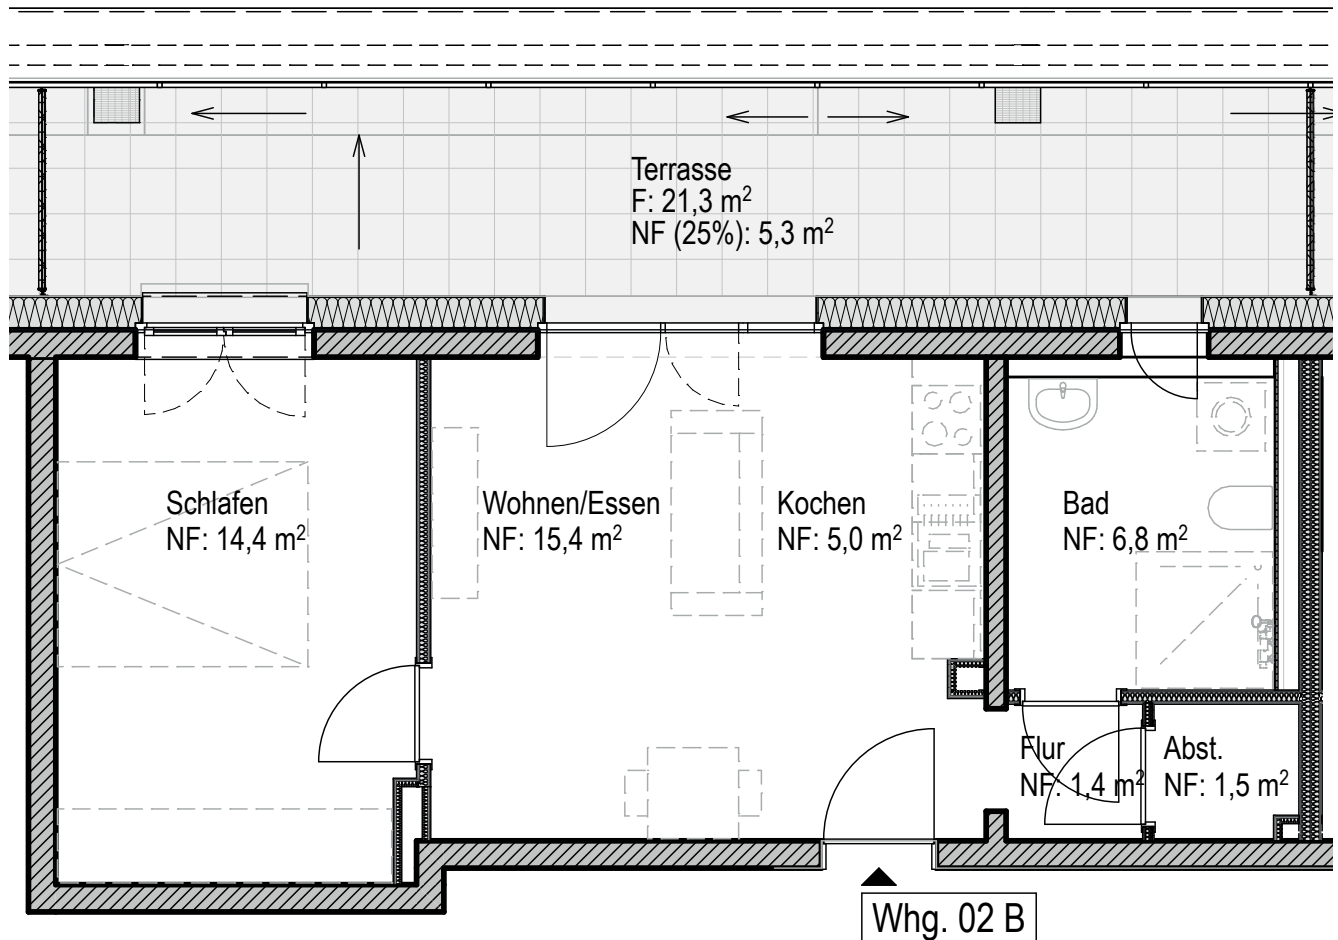 Terrasse
F: 21,3 m²
NF (25%): 5,3 m²
Schlafen
NF: 14,4 m²
Wohnen/Essen
NF: 15,4 m²
Kochen
NF: 5,0 m²
Bad
NF: 6,8 m²
Flur
NF: 1,4 m²
Abst.
NF: 1,5 m²
Whg. 02 B